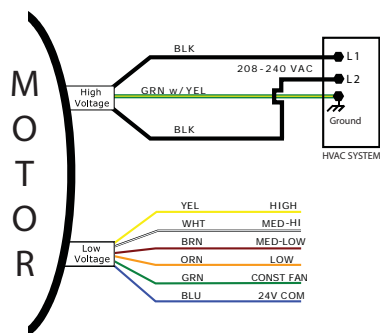 MOTOR
High
Voltage
BLK
208-240 VAC
GRN w/YEL
BLK
L1
L2
Ground
HVAC SYSTEM
Low
Voltage
YEL HIGH
WHT MED-HI
BRN MED-LOW
ORN LOW
GRN CONST FAN
BLU 24V COM